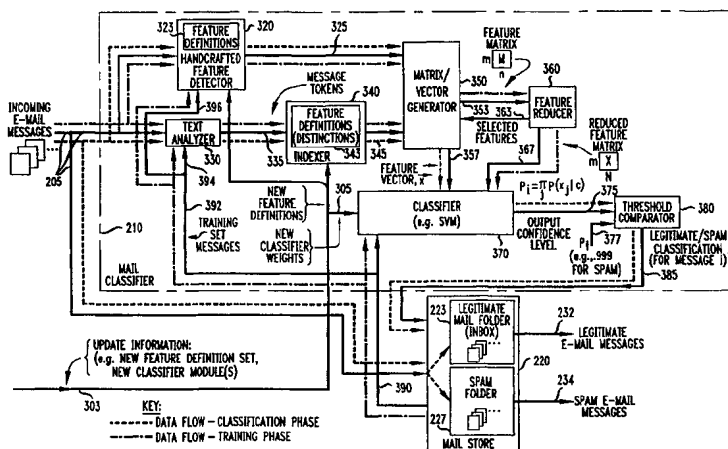 323
FEATURE
DEFINITIONS
HANDCRAFTED
FEATURE
DETECTOR
320
325
396
MESSAGE
TOKENS
340
FEATURE
DEFINITIONS
(DISTINCTIONS)
343
INDEXER
345
335
INCOMING
E-MAIL
MESSAGES
205
TEXT
ANALYZER
330
394
392
TRAINING
SET
MESSAGES
210
MAIL CLASSIFIER
MATRIX/
VECTOR
GENERATOR
350
353
FEATURE
MATRIX
m M
n
360
FEATURE
REDUCER
363
SELECTED
FEATURES
367
REDUCED
FEATURE
MATRIX
m X
N
357
FEATURE
VECTOR, x
NEW
FEATURE
DEFINITIONS
305
NEW
CLASSIFIER
WEIGHTS
CLASSIFIER
(e.g. SVM)
370
375
OUTPUT
CONFIDENCE
LEVEL
377
(e.g., .999
FOR SPAM)
THRESHOLD
COMPARATOR
380
LEGITIMATE/SPAM
CLASSIFICATION
(FOR MESSAGE i)
385
223
LEGITIMATE
MAIL FOLDER
(INBOX)
232
LEGITIMATE
E-MAIL MESSAGES
220
SPAM
FOLDER
227
234
SPAM E-MAIL
MESSAGES
MAIL STORE
390
UPDATE INFORMATION:
(e.g. NEW FEATURE DEFINITION SET,
NEW CLASSIFIER MODULE(S)
303
KEY:
DATA FLOW – CLASSIFICATION PHASE
DATA FLOW – TRAINING PHASE